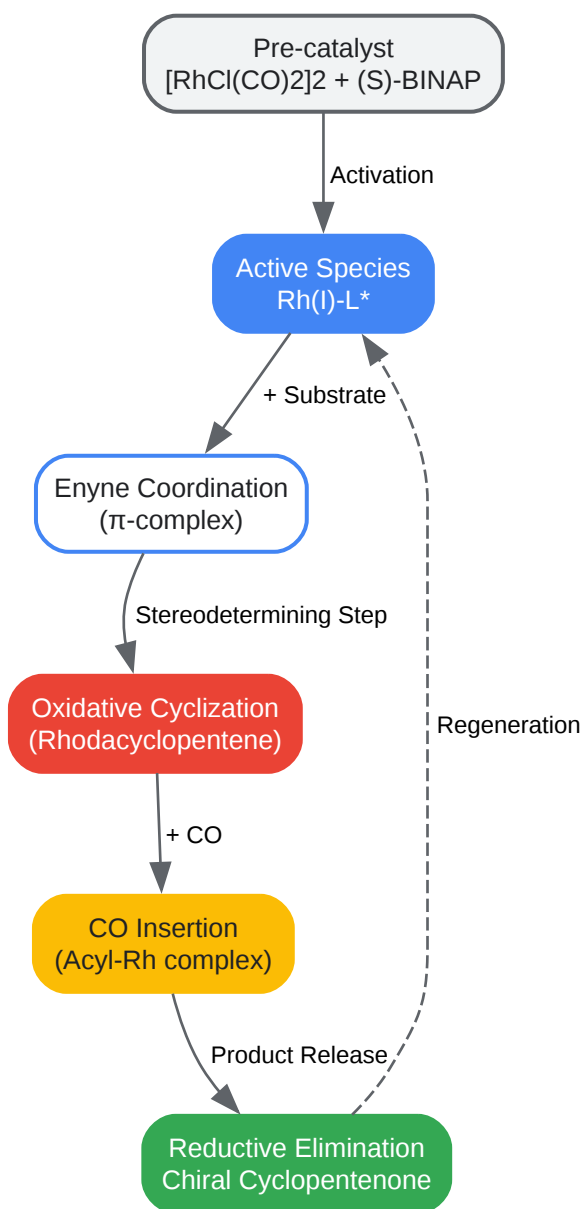 Pre-catalyst
[RhCl(CO)2]2 + (S)-BINAP
Activation
Active Species
Rh(I)-L*
+ Substrate
Enyne Coordination
(π-complex)
Stereodetermining Step
Oxidative Cyclization
(Rhodacyclopentene)
Regeneration
+ CO
CO Insertion
(Acyl-Rh complex)
Product Release
Reductive Elimination
Chiral Cyclopentenone